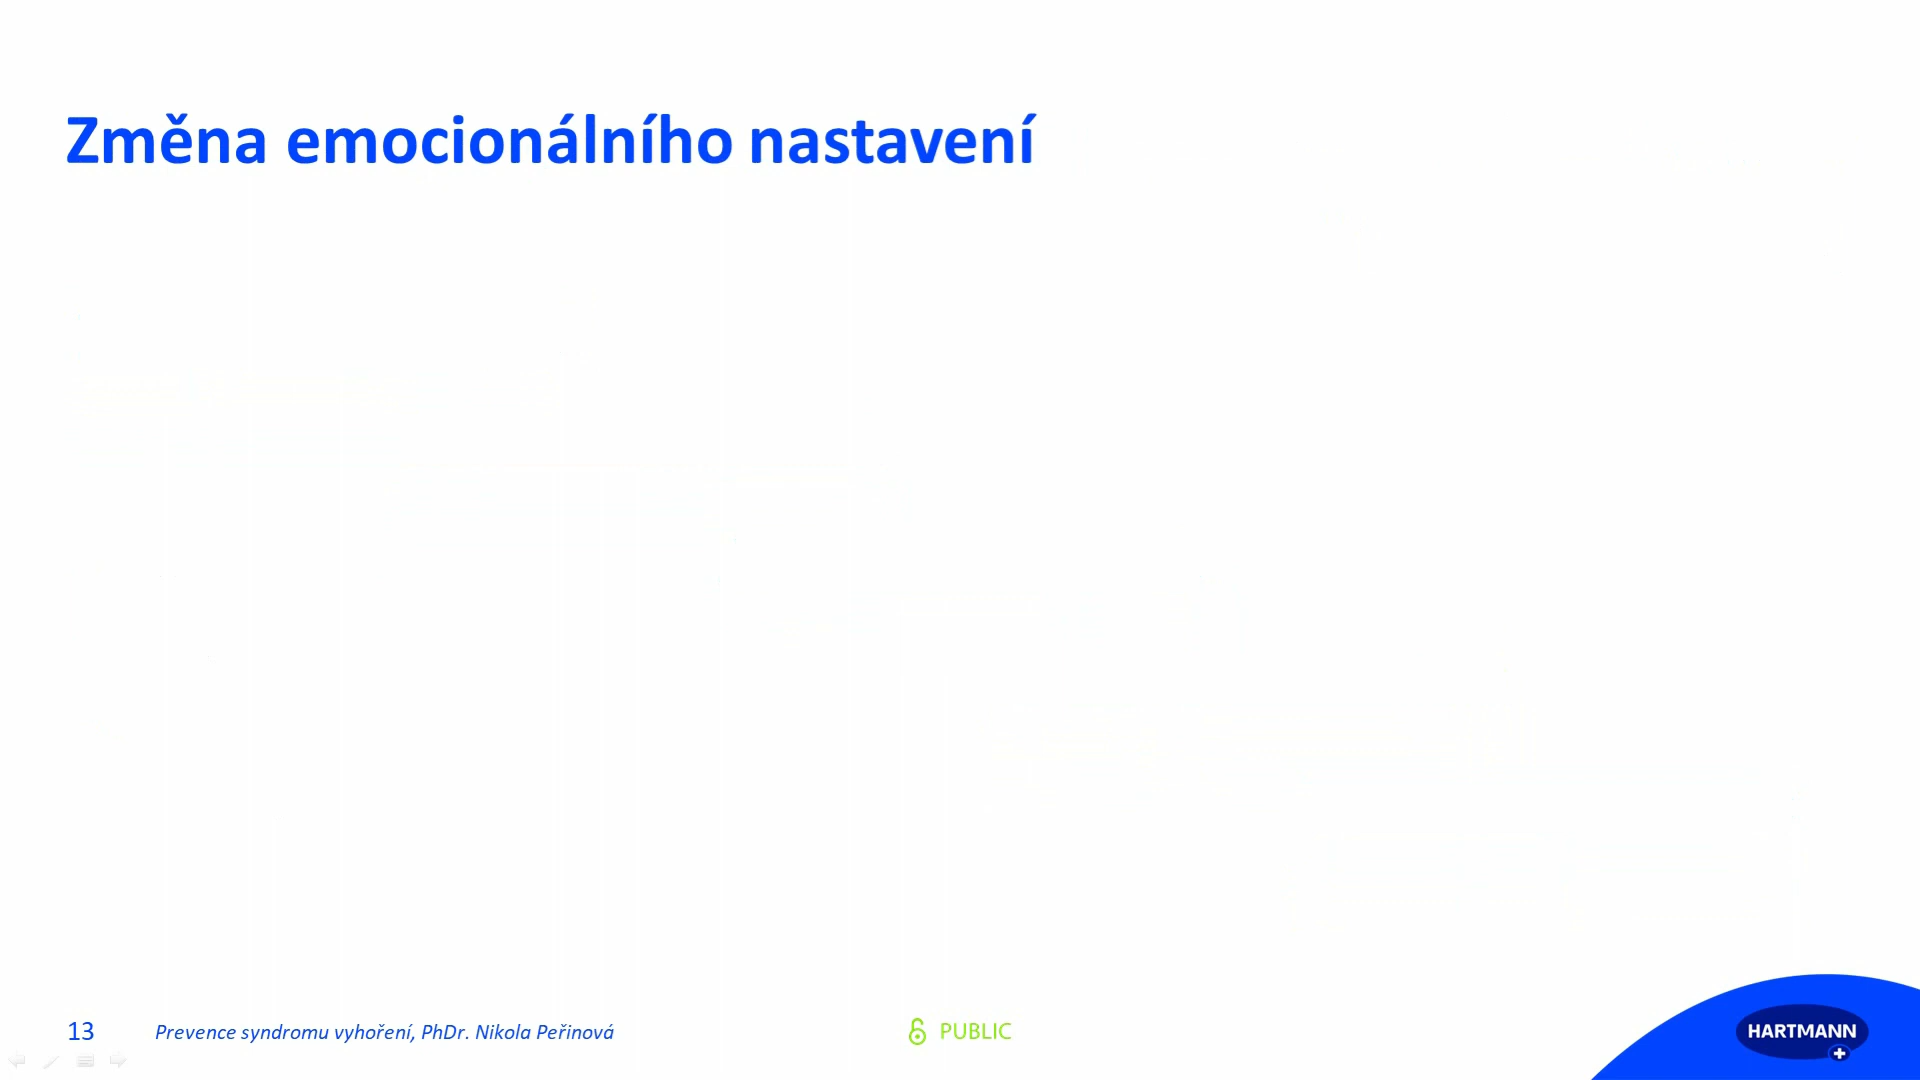 Změna emocionálního nastavení
13 Prevence syndromu vyhoření, PhDr. Nikola Peřinová PUBLIC HARTMANN